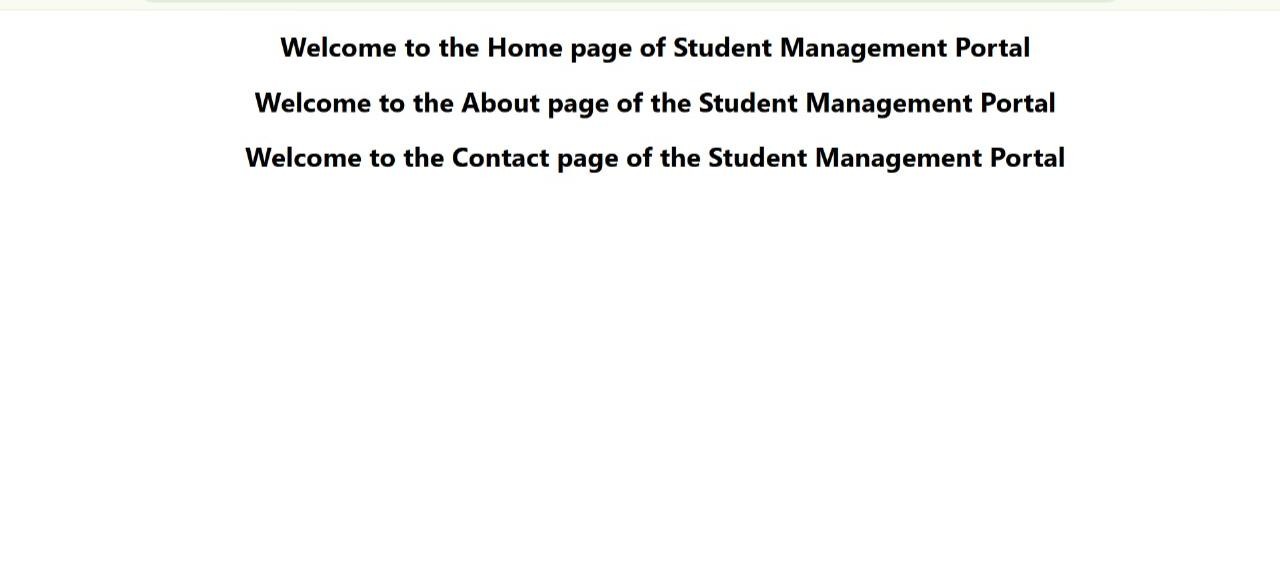 Welcome to the Home page of Student Management Portal
Welcome to the About page of the Student Management Portal
Welcome to the Contact page of the Student Management Portal